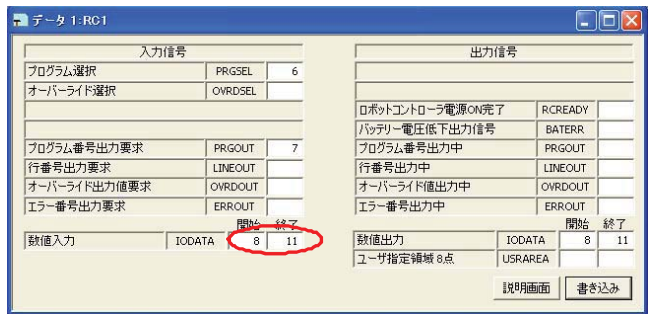 データ 1:RC1
入力信号
プログラム選択 PRGSEL 6
オーバーライド選択 OVRDSEL
プログラム番号出力要求 PRGOUT 7
行番号出力要求 LINEOUT
オーバーライド出力値要求 OVRDOUT
エラー番号出力要求 ERROUT
開始 終了
数値入力 IODATA 8 11
出力信号
ロボットコントローラ電源ON完了 RCREADY
バッテリー電圧低下出力信号 BATERR
プログラム番号出力中 PRGOUT
行番号出力中 LINEOUT
オーバーライド値出力中 OVRDOUT
エラー番号出力中 ERROUT
開始 終了
数値出力 IODATA 8 11
ユーザ指定領域 8点 USRAREA
説明画面 書き込み